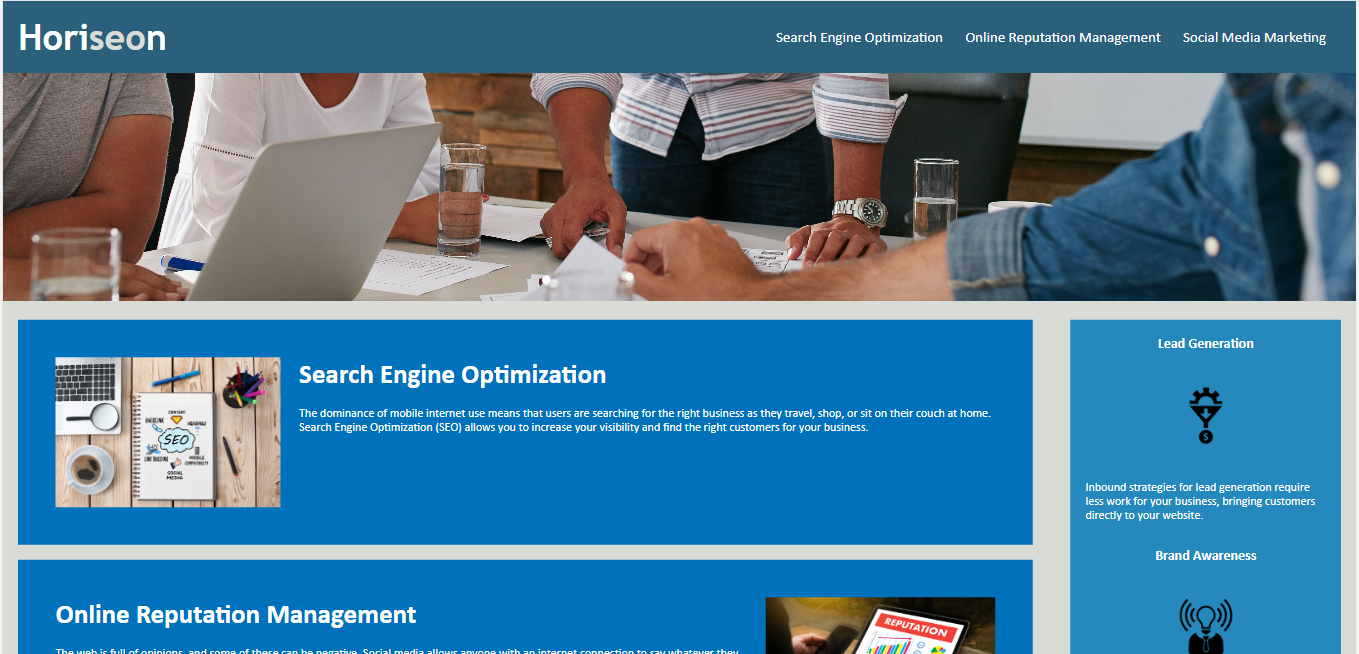 Horiseon
Search Engine Optimization
Online Reputation Management
Social Media Marketing
Search Engine Optimization
The dominance of mobile internet use means that users are searching for the right business as they travel, shop, or sit on their couch at home.
Search Engine Optimization (SEO) allows you to increase your visibility and find the right customers for your business.
CONTENT
BACKLINK
KEYWORDS
SEO
LINK BUILDING
MOBILE
COMPATIBILITY
SOCIAL
MEDIA
Lead Generation
$
Inbound strategies for lead generation require
less work for your business, bringing customers
directly to your website.
Brand Awareness
Online Reputation Management
REPUTATION
The web is full of opinions, and some of these can be negative. Social media allows anyone with an internet connection to say whatever they